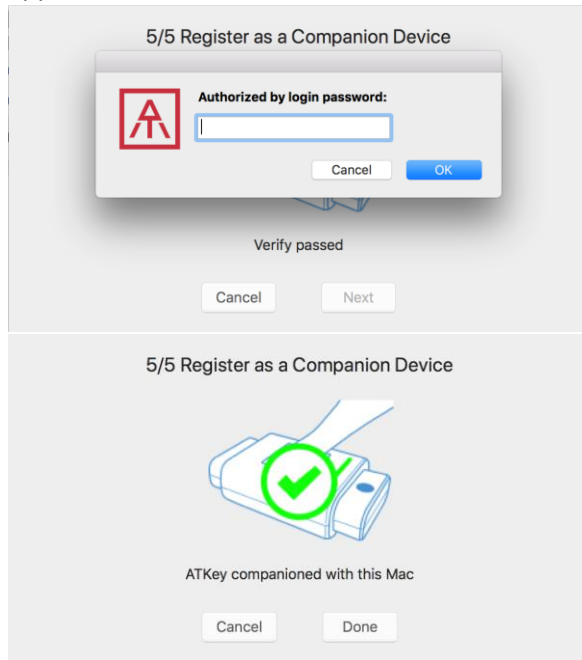 5/5 Register as a Companion Device
Authorized by login password:
Cancel OK
Verify passed
Cancel Next
5/5 Register as a Companion Device
ATKey companioned with this Mac
Cancel Done